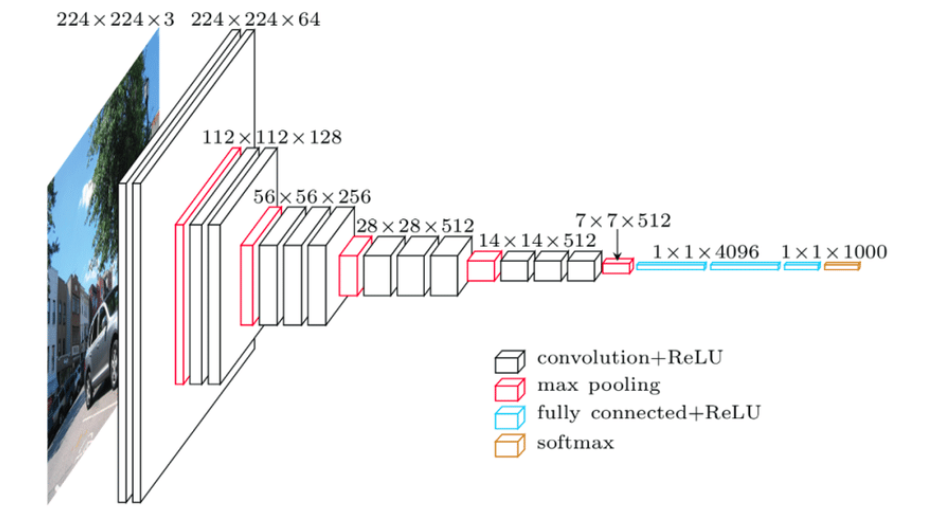 224×224×3
224×224×64
112×112×128
56×56×256
28×28×512
14×14×512
7×7×512
1×1×4096
1×1×1000
convolution+ReLU
max pooling
fully connected+ReLU
softmax